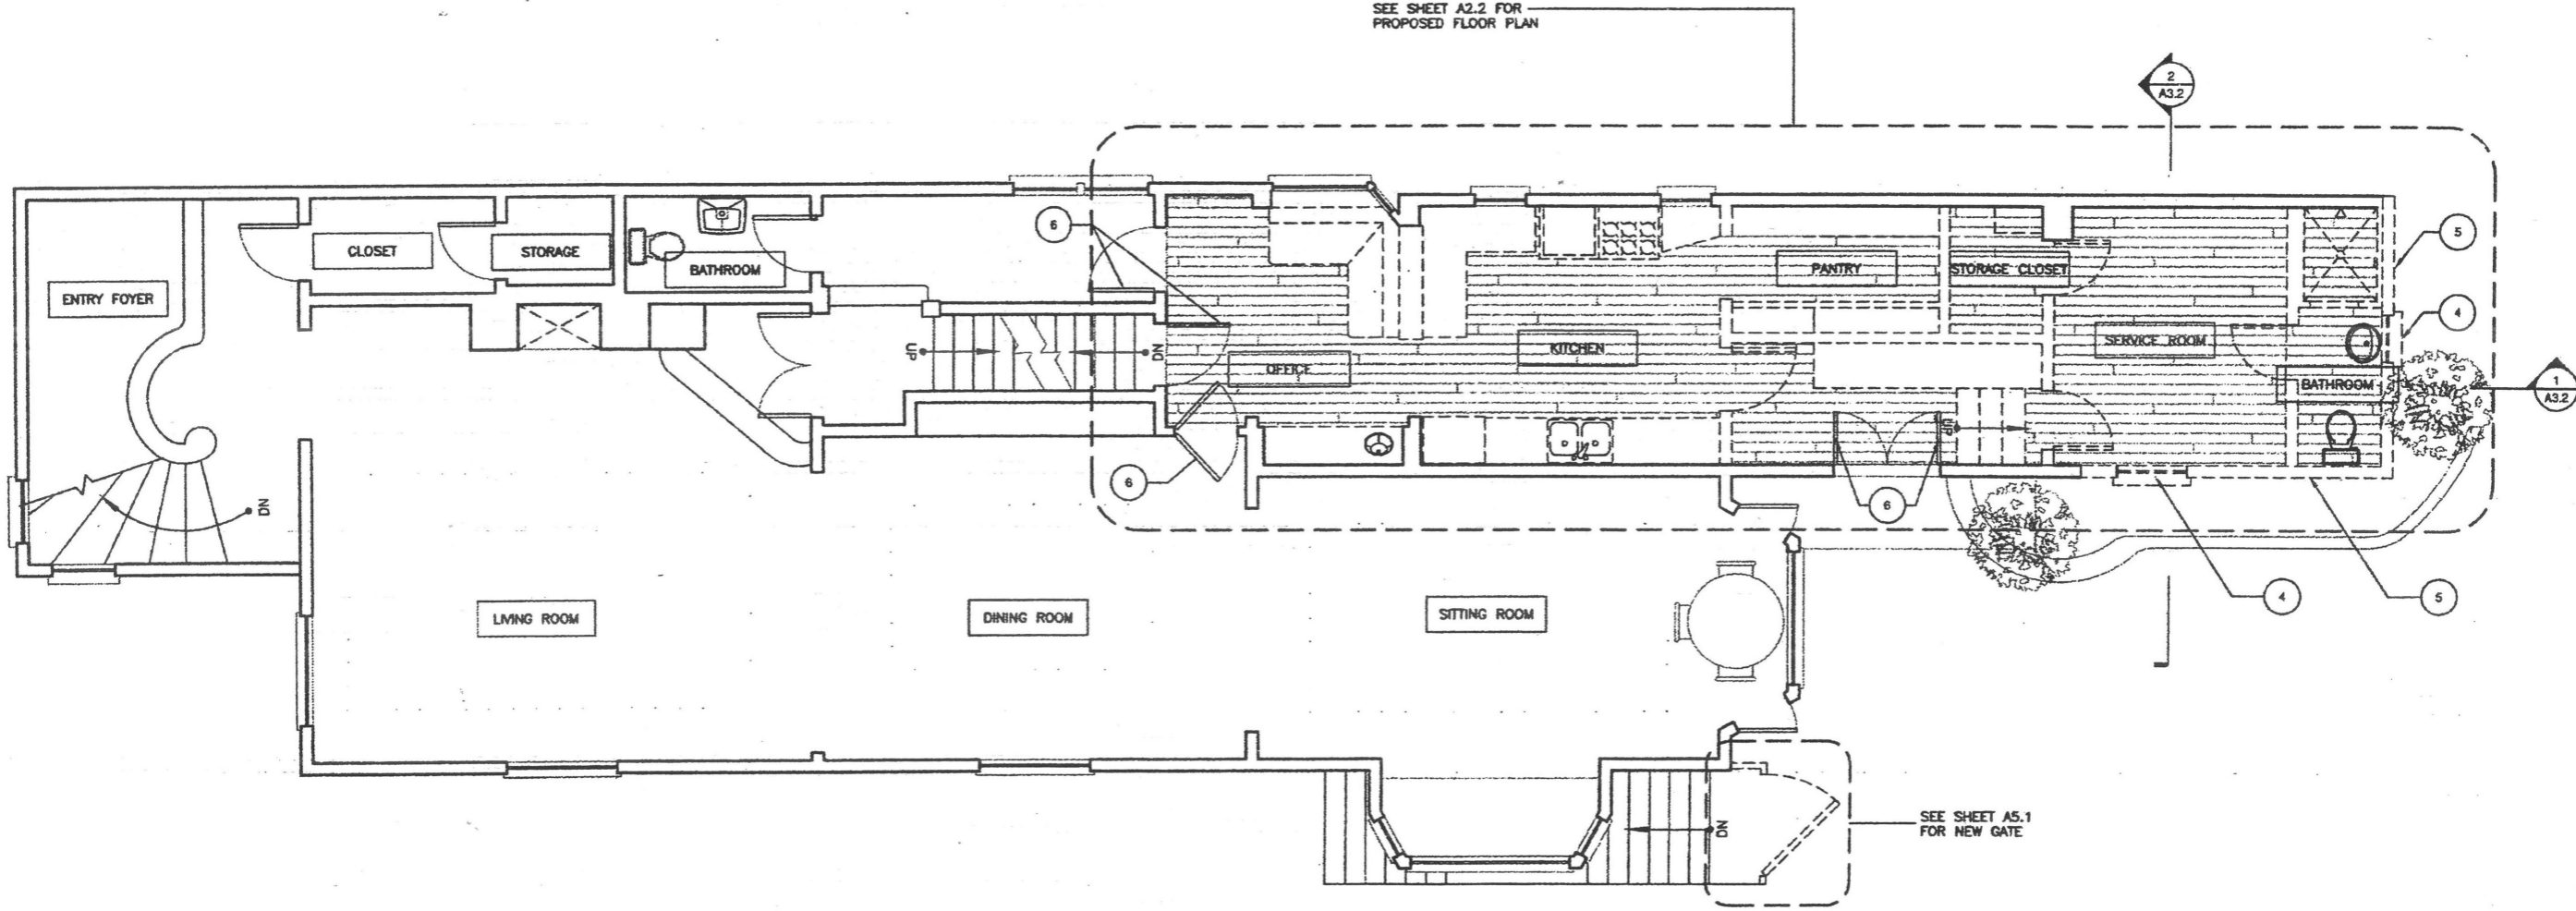 SEE SHEET A2.2 FOR
PROPOSED FLOOR PLAN
2
A3.2
6
5
CLOSET
STORAGE
BATHROOM
PANTRY
STORAGE CLOSET
ENTRY FOYER
4
UP
DN
OFFICE
KITCHEN
SERVICE ROOM
BATHROOM
1
A3.2
UP
6
6
DN
4
5
LIVING ROOM
DINING ROOM
SITTING ROOM
DN
SEE SHEET A5.1
FOR NEW GATE